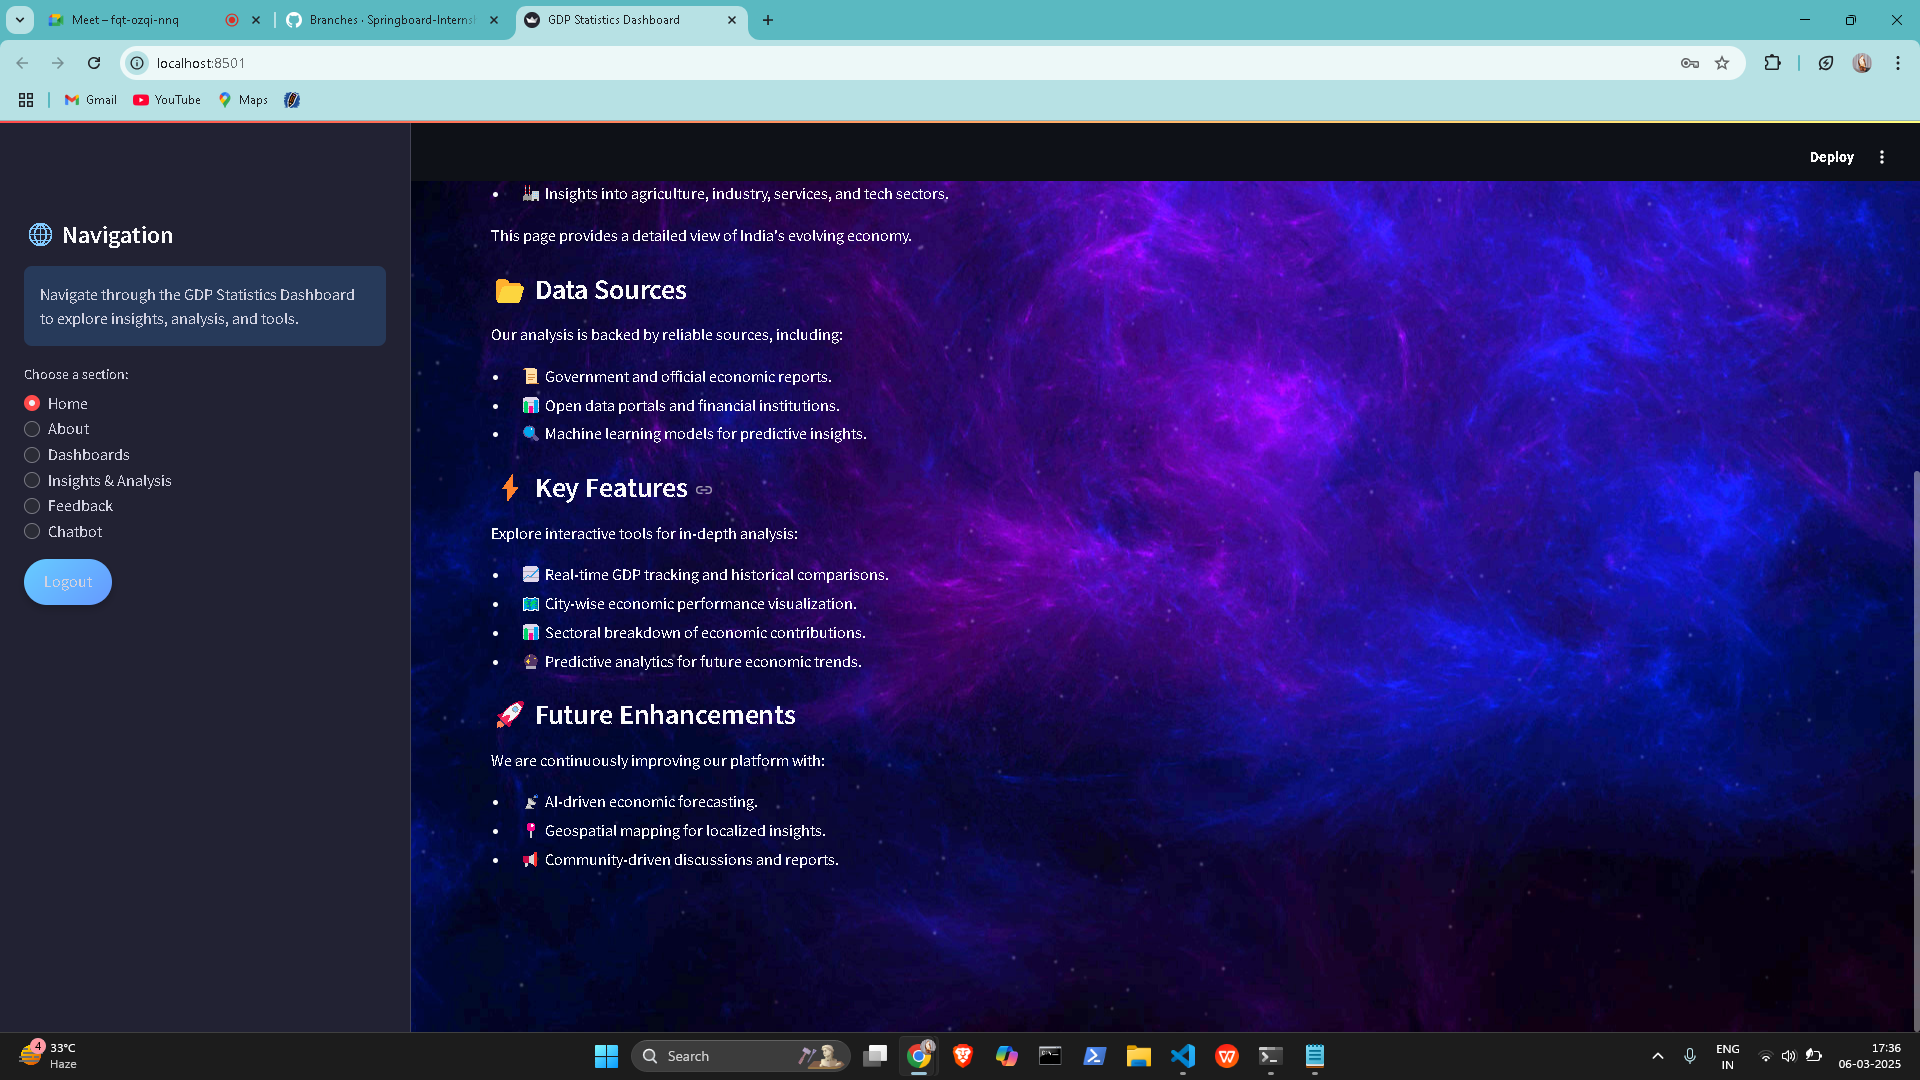 Meet – fqt-ozqi-nnq
Branches · Springboard-Interns
GDP Statistics Dashboard
localhost:8501
Gmail
YouTube
Maps
Deploy
Navigation
Navigate through the GDP Statistics Dashboard
to explore insights, analysis, and tools.
Choose a section:
Home
About
Dashboards
Insights & Analysis
Feedback
Chatbot
Logout
• Insights into agriculture, industry, services, and tech sectors.
This page provides a detailed view of India's evolving economy.
Data Sources
Our analysis is backed by reliable sources, including:
• Government and official economic reports.
• Open data portals and financial institutions.
• Machine learning models for predictive insights.
Key Features
Explore interactive tools for in-depth analysis:
• Real-time GDP tracking and historical comparisons.
• City-wise economic performance visualization.
• Sectoral breakdown of economic contributions.
• Predictive analytics for future economic trends.
Future Enhancements
We are continuously improving our platform with:
• AI-driven economic forecasting.
• Geospatial mapping for localized insights.
• Community-driven discussions and reports.
4
33°C
Haze
Search
ENG
IN
17:36
06-03-2025